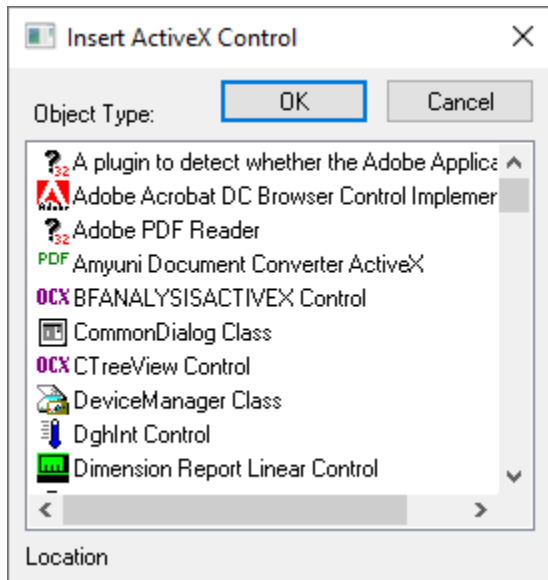 Insert ActiveX Control
Object Type:
OK
Cancel
A plugin to detect whether the Adobe Applica
Adobe Acrobat DC Browser Control Implemer
Adobe PDF Reader
PDF Amyuni Document Converter ActiveX
OCX BFANALYSISACTIVEX Control
CommonDialog Class
OCX CTreeView Control
DeviceManager Class
DghInt Control
Dimension Report Linear Control
Location